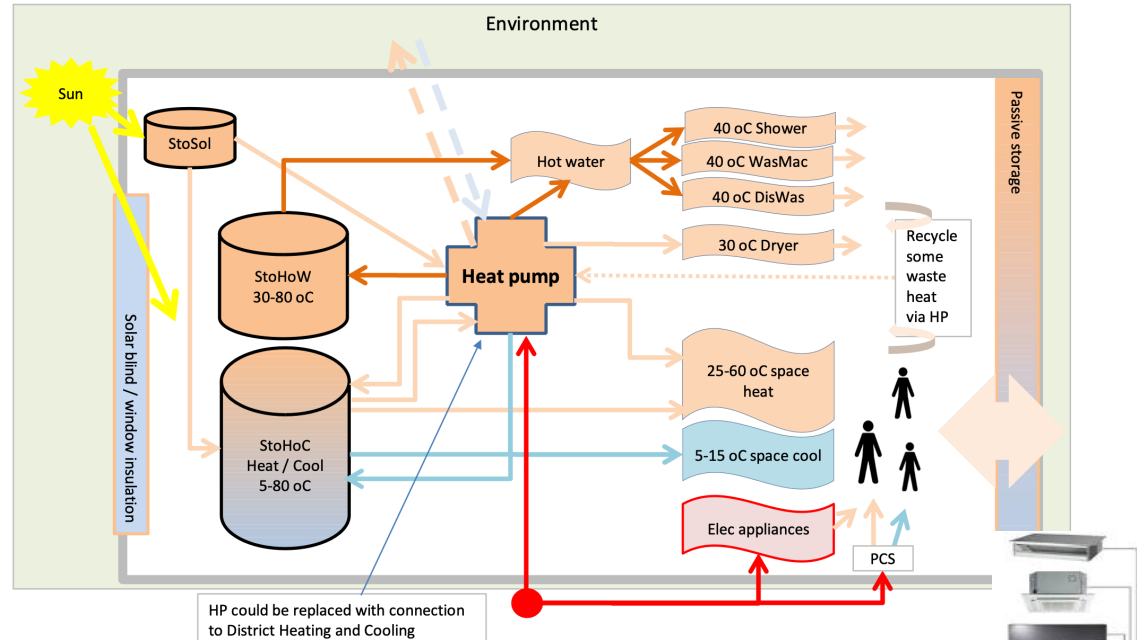 Environment
Sun
StoSol
Hot water
40 oC Shower
40 oC WasMac
40 oC DisWas
30 oC Dryer
Passive storage
Recycle
some
waste
heat
via HP
StoHoW
30-80 oC
Heat pump
Solar blind / window insulation
25-60 oC space
heat
StoHoC
Heat / Cool
5-80 oC
5-15 oC space cool
Elec appliances
PCS
HP could be replaced with connection
to District Heating and Cooling